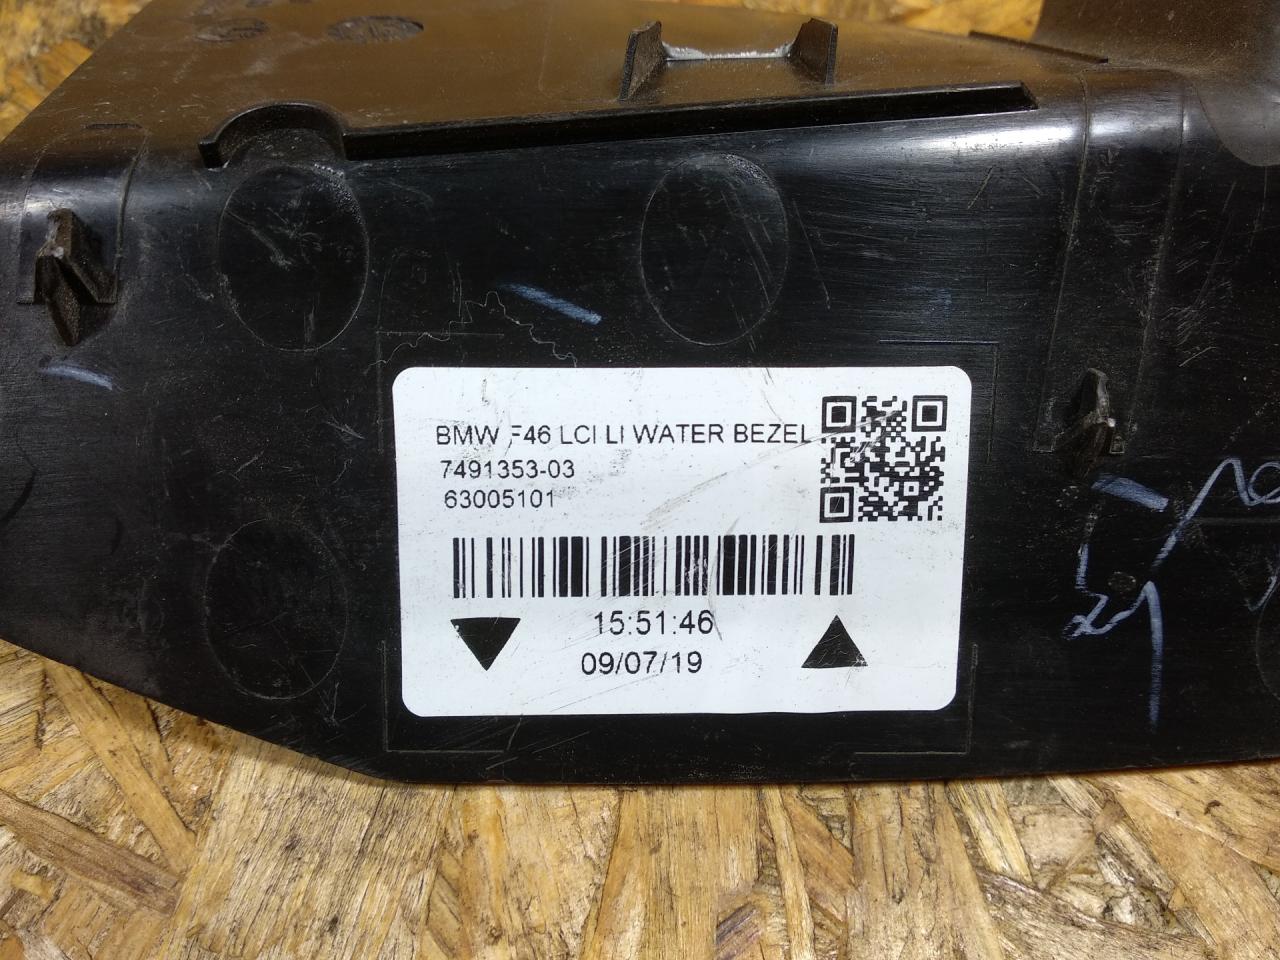 BMW F46 LCI LI WATER BEZEL
7491353-03
63005101
15:51:46
09/07/19